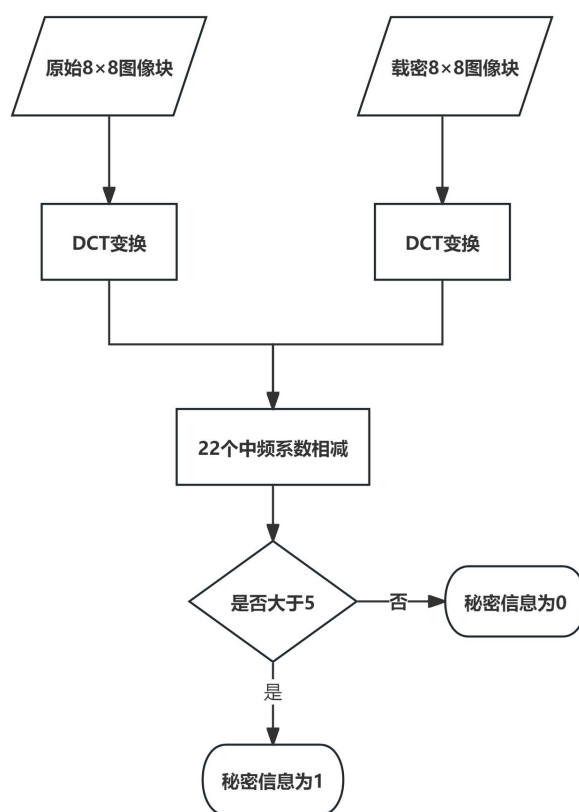 原始8×8图像块
载密8×8图像块
DCT变换
DCT变换
22个中频系数相减
是否大于5
否
秘密信息为0
是
秘密信息为1